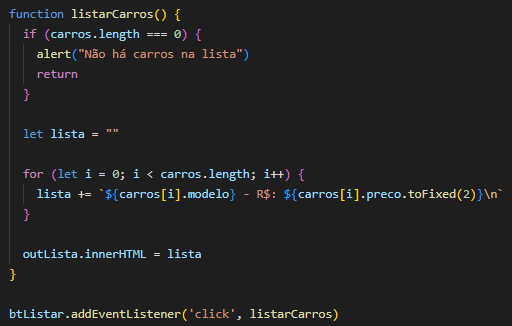 function listarCarros() {
if (carros.length === 0) {
alert("Não há carros na lista")
return
}
let lista = ""
for (let i = 0; i < carros.length; i++) {
lista += `${carros[i].modelo} - R$: ${carros[i].preco.toFixed(2)}\n`
}
outLista.innerHTML = lista
}
btListar.addEventListener('click', listarCarros)